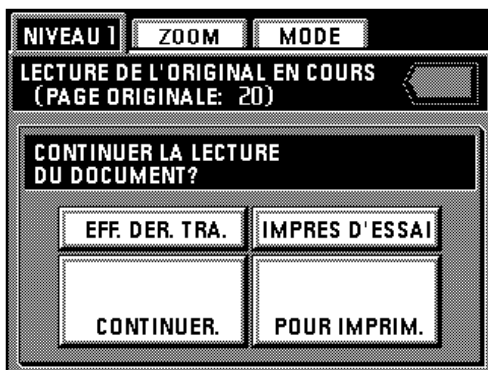 NIVEAU 1 ZOOM MODE
LECTURE DE L'ORIGINAL EN COURS
(PAGE ORIGINALE: 20)
CONTINUER LA LECTURE
DU DOCUMENT?
EFF. DER. TRA. IMPRES D'ESSAI
CONTINUER. POUR IMPRIM.